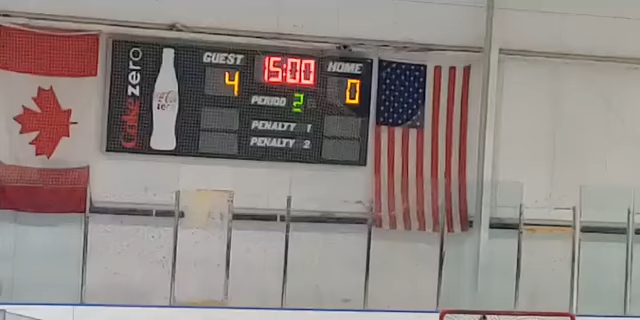 Coke zero
GUEST 15:00 HOME
4 0
PERIOD 2
PENALTY 1
PENALTY 2